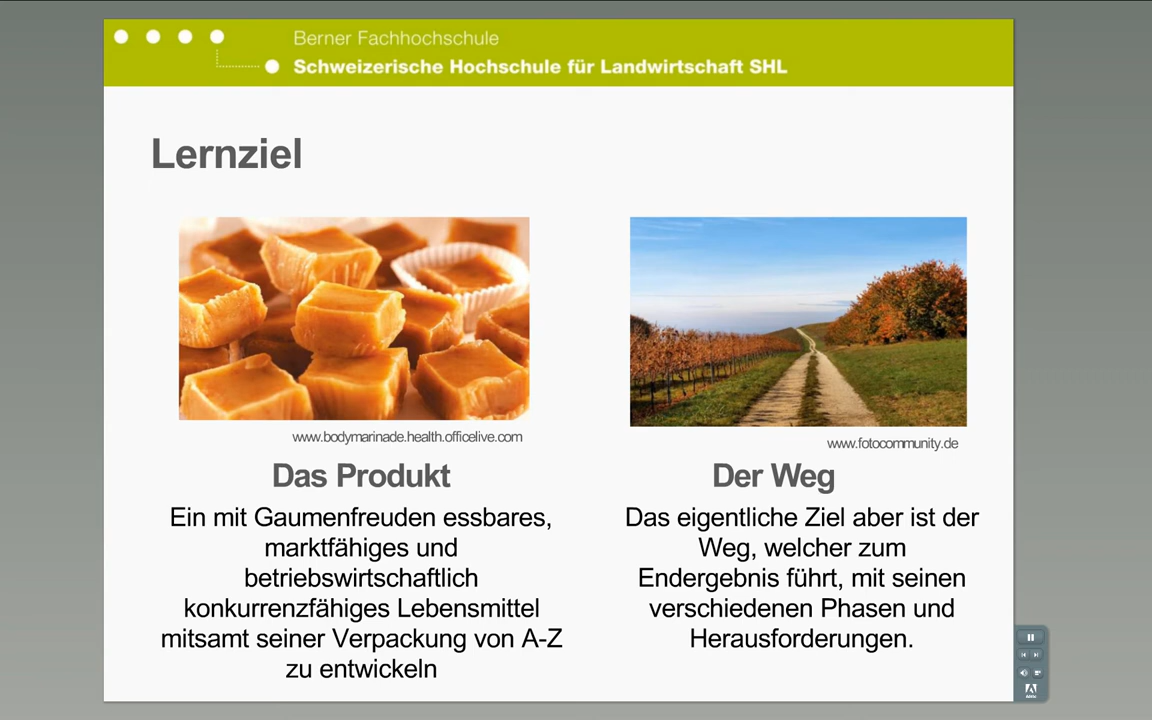 Berner Fachhochschule
Schweizerische Hochschule für Landwirtschaft SHL
Lernziel
www.bodymarinade.health.officelive.com
Das Produkt
Ein mit Gaumenfreuden essbares,
marktfähiges und
betriebswirtschaftlich
konkurrenzfähiges Lebensmittel
mitsamt seiner Verpackung von A-Z
zu entwickeln
www.fotocommunity.de
Der Weg
Das eigentliche Ziel aber ist der
Weg, welcher zum
Endergebnis führt, mit seinen
verschiedenen Phasen und
Herausforderungen.